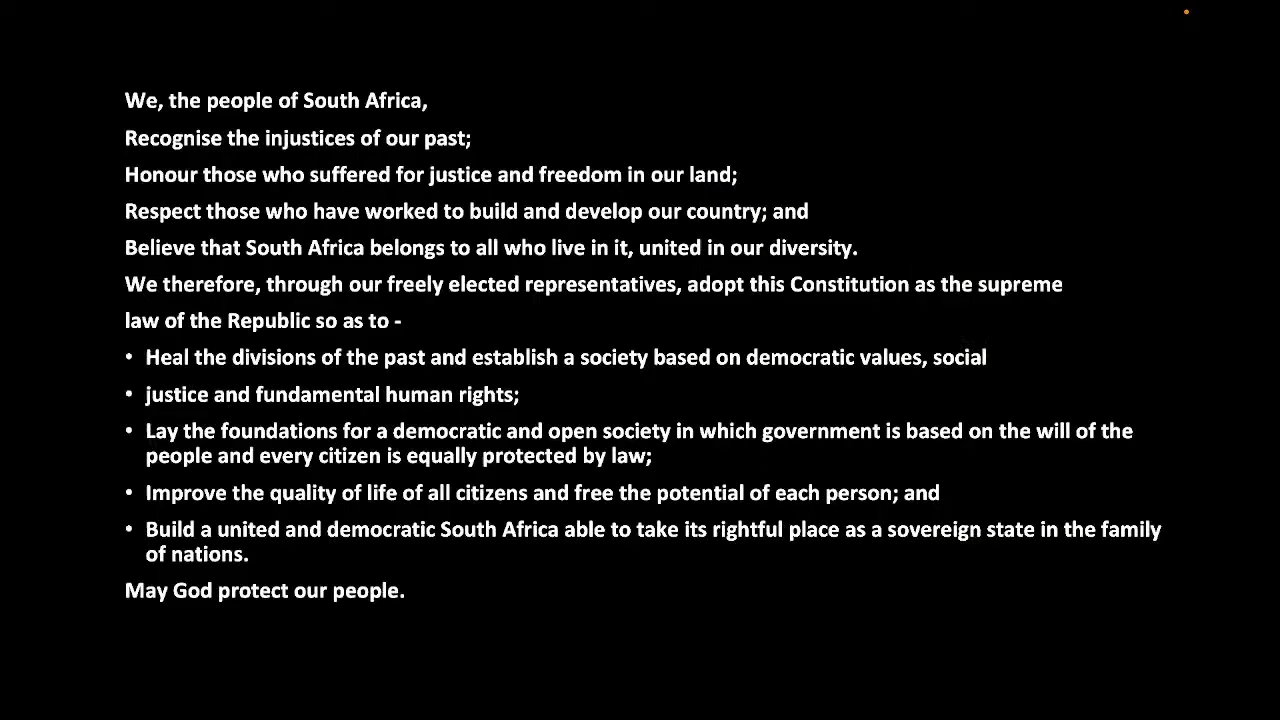 We, the people of South Africa,
Recognise the injustices of our past;
Honour those who suffered for justice and freedom in our land;
Respect those who have worked to build and develop our country; and
Believe that South Africa belongs to all who live in it, united in our diversity.
We therefore, through our freely elected representatives, adopt this Constitution as the supreme
law of the Republic so as to -
• Heal the divisions of the past and establish a society based on democratic values, social
• justice and fundamental human rights;
• Lay the foundations for a democratic and open society in which government is based on the will of the
people and every citizen is equally protected by law;
• Improve the quality of life of all citizens and free the potential of each person; and
• Build a united and democratic South Africa able to take its rightful place as a sovereign state in the family
of nations.
May God protect our people.